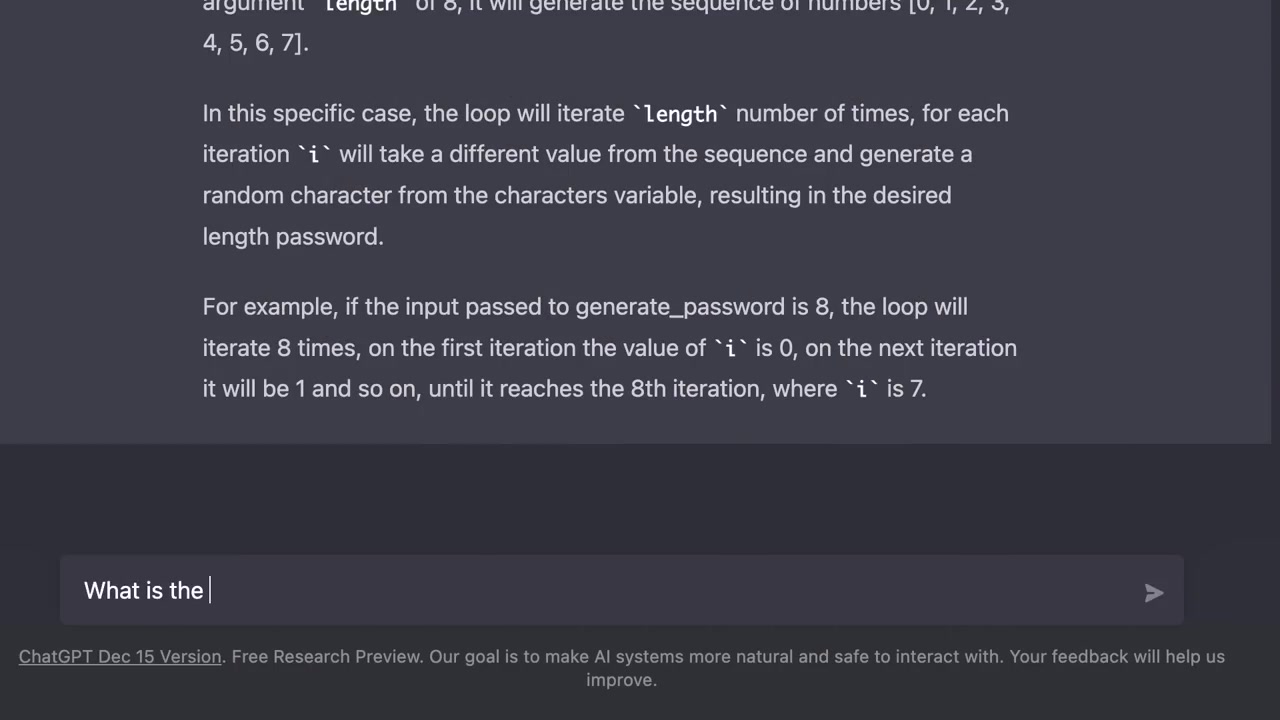 argument `length` of 8, it will generate the sequence of numbers [0, 1, 2, 3,
4, 5, 6, 7].
In this specific case, the loop will iterate `length` number of times, for each
iteration `i` will take a different value from the sequence and generate a
random character from the characters variable, resulting in the desired
length password.
For example, if the input passed to generate_password is 8, the loop will
iterate 8 times, on the first iteration the value of `i` is 0, on the next iteration
it will be 1 and so on, until it reaches the 8th iteration, where `i` is 7.
What is the
ChatGPT Dec 15 Version. Free Research Preview. Our goal is to make AI systems more natural and safe to interact with. Your feedback will help us
improve.